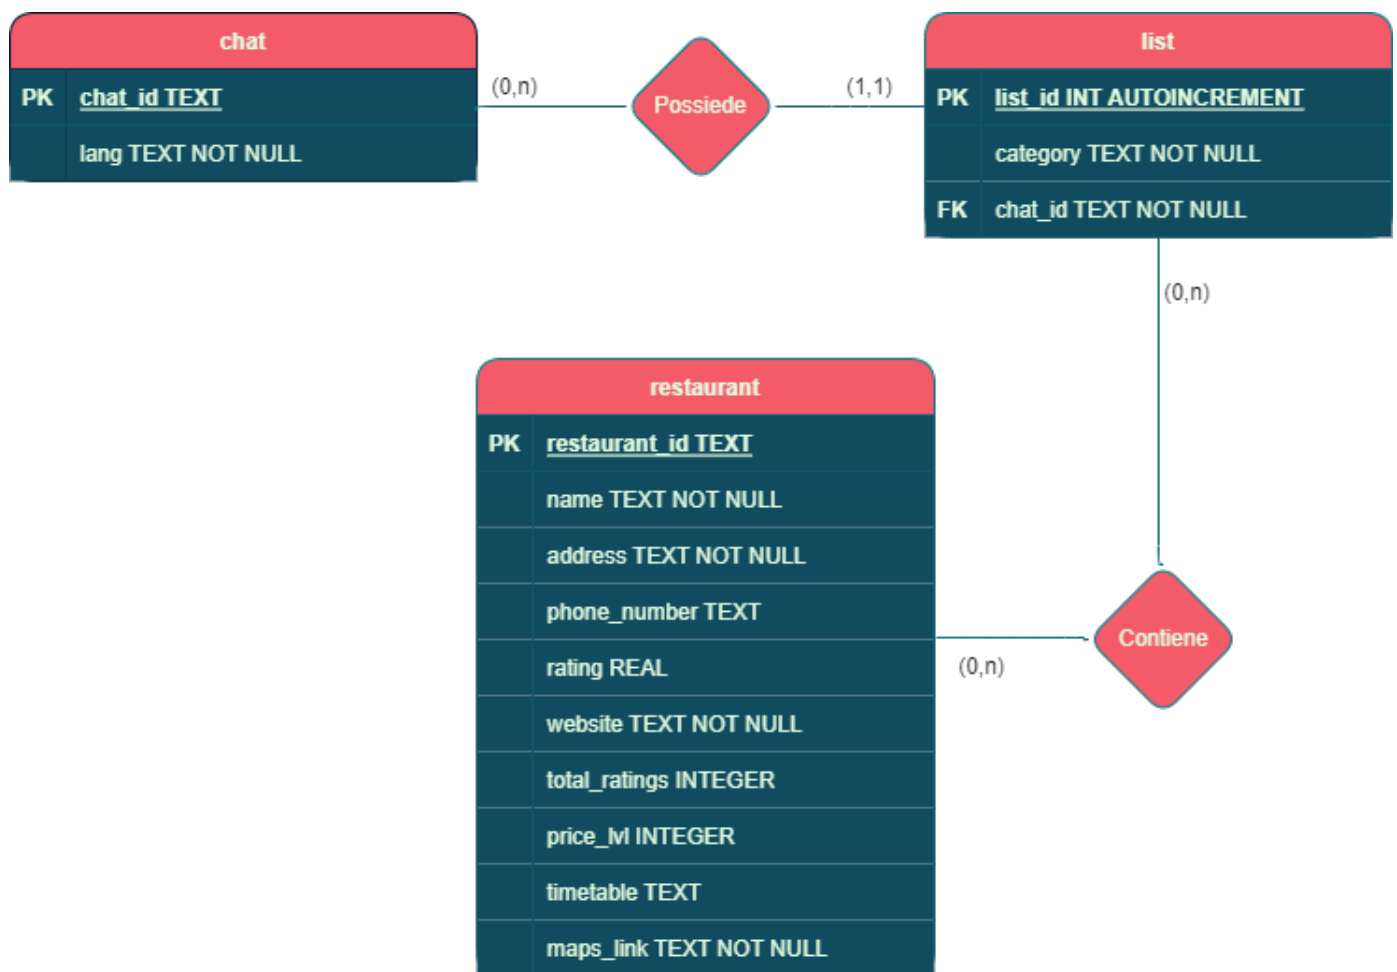 chat
PK chat_id TEXT
lang TEXT NOT NULL
(0,n)
Possiede
(1,1)
list
PK list_id INT AUTOINCREMENT
category TEXT NOT NULL
FK chat_id TEXT NOT NULL
(0,n)
restaurant
PK restaurant_id TEXT
name TEXT NOT NULL
address TEXT NOT NULL
phone_number TEXT
rating REAL
website TEXT NOT NULL
total_ratings INTEGER
price_lvl INTEGER
timetable TEXT
maps_link TEXT NOT NULL
(0,n)
Contiene